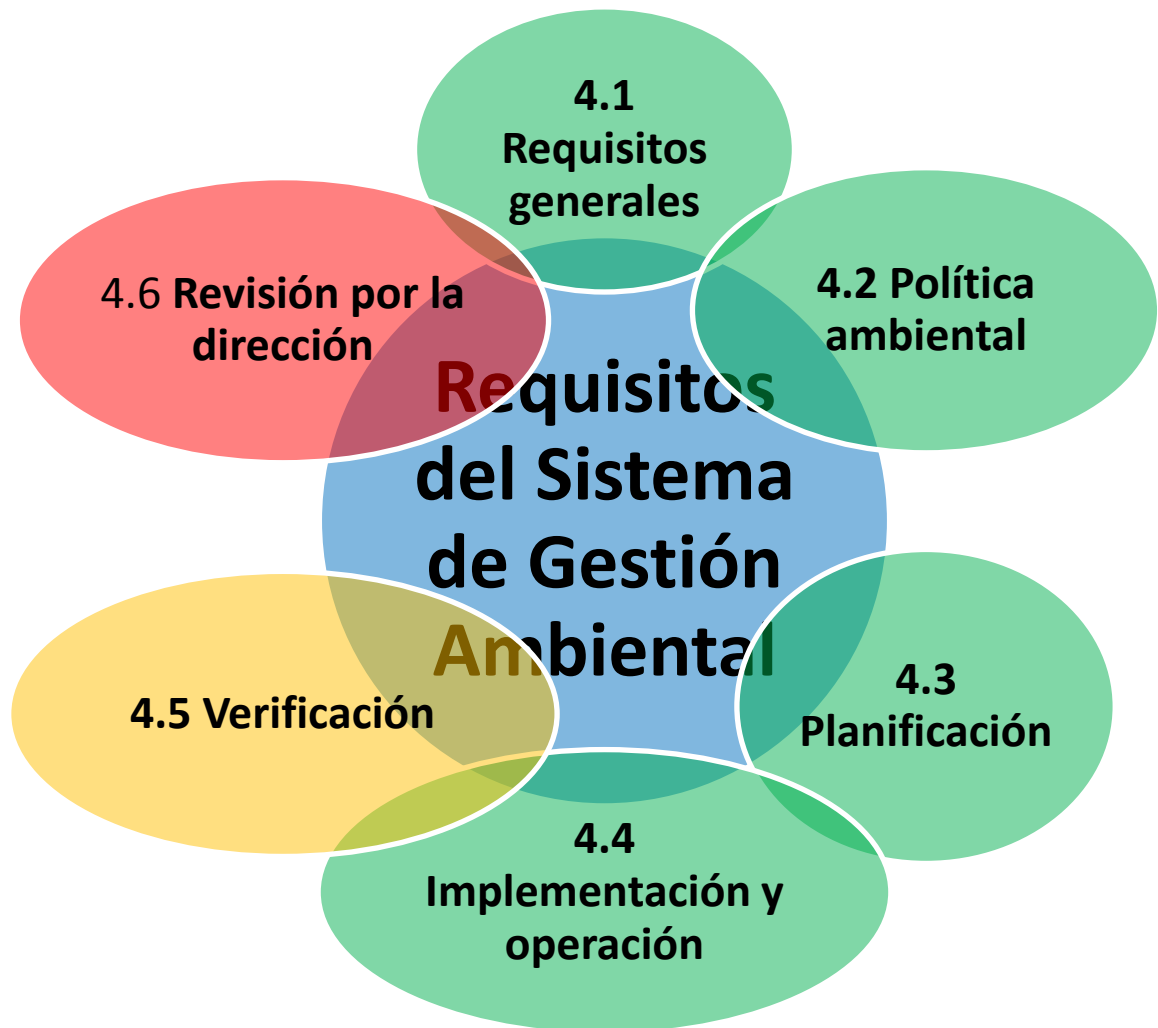 4.1
Requisitos
generales
4.2 Política
ambiental
4.3
Planificación
4.4
Implementación y
operación
4.5 Verificación
4.6 Revisión por la
dirección
Requisitos
del Sistema
de Gestión
Ambiental